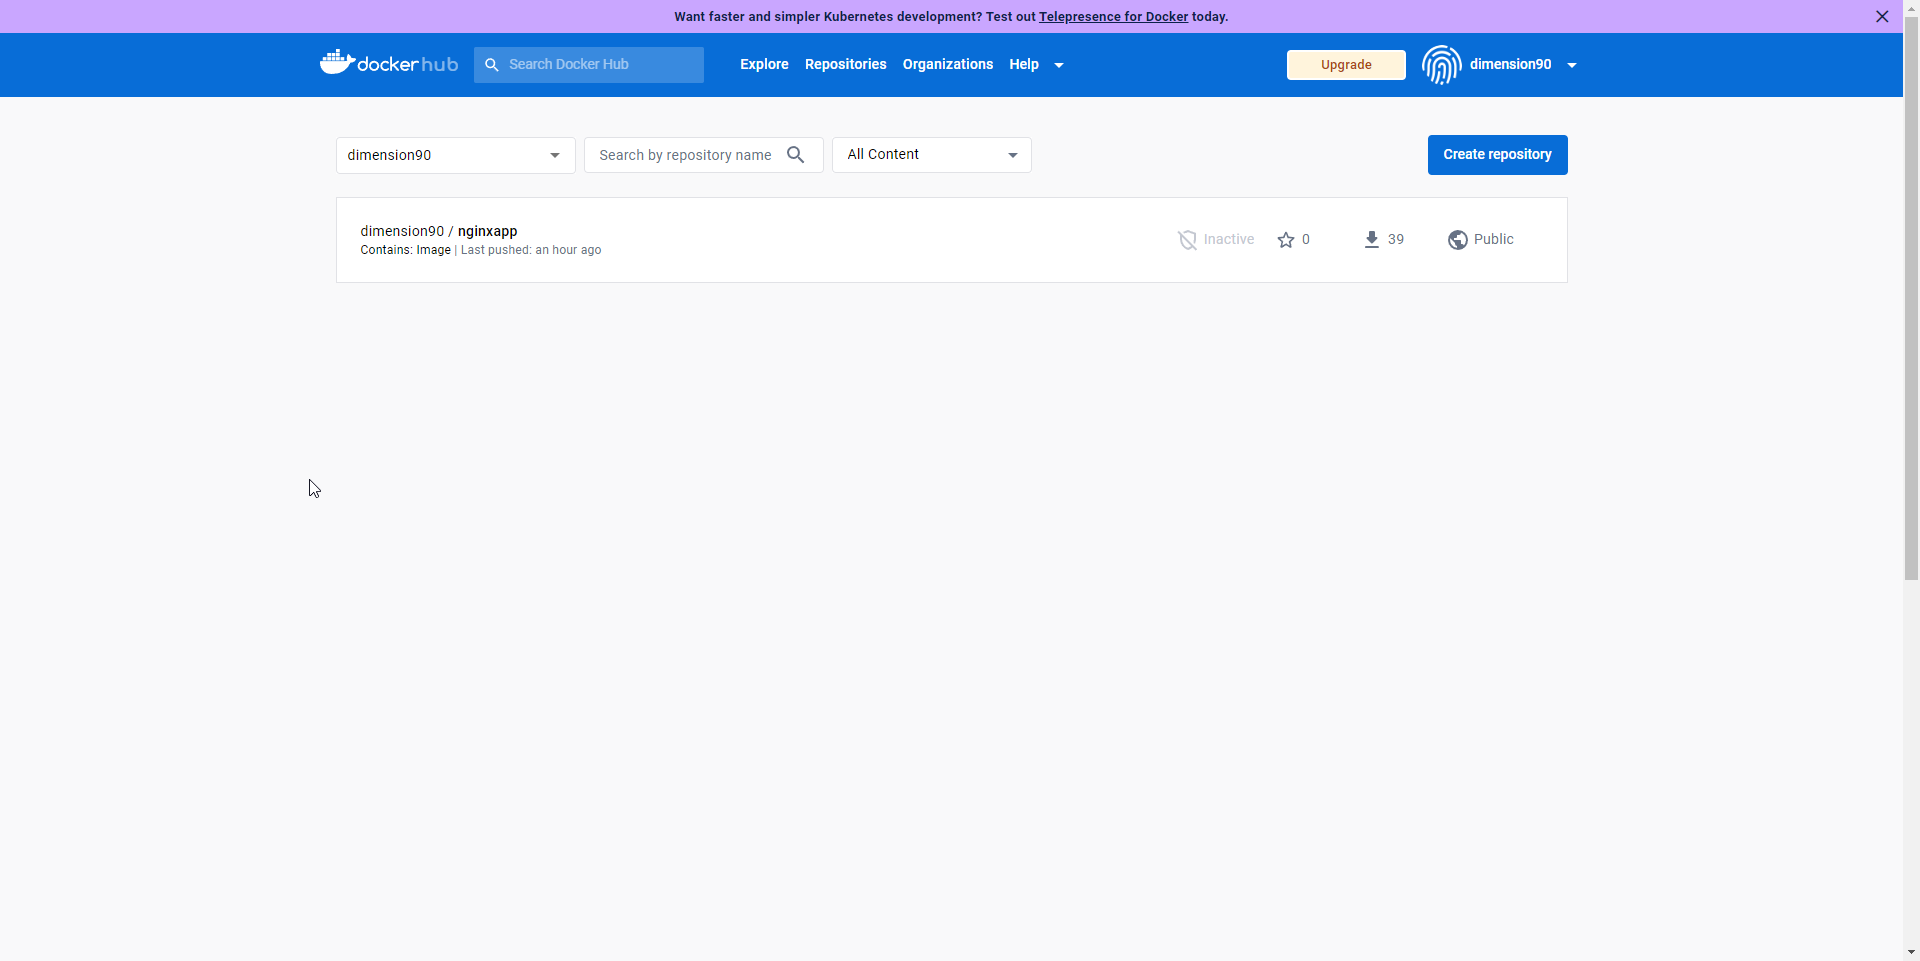 Want faster and simpler Kubernetes development? Test out Telepresence for Docker today.
dockerhub
Search Docker Hub
Explore
Repositories
Organizations
Help
Upgrade
dimension90
dimension90
Search by repository name
All Content
Create repository
dimension90 / nginxapp
Contains: Image | Last pushed: an hour ago
Inactive
0
39
Public